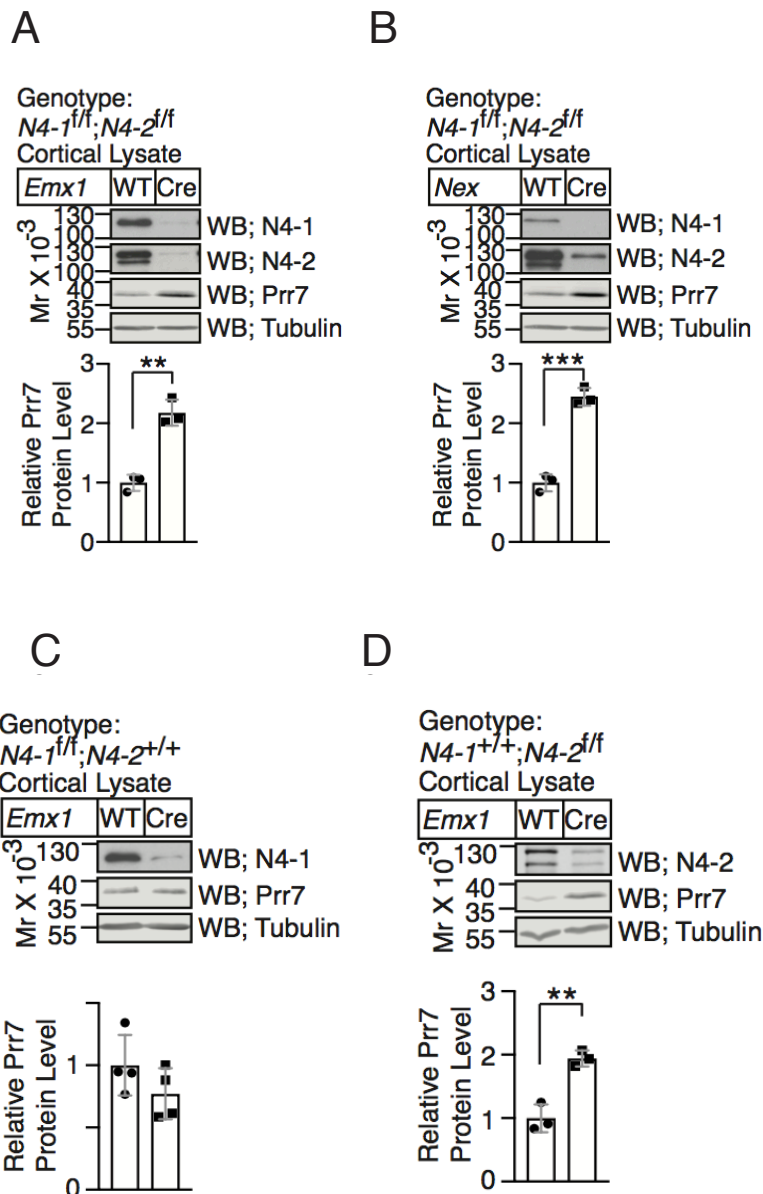 A
Genotype:
N4-1f/f;N4-2f/f
Cortical Lysate
Emx1 WT Cre
Mr X 10-3
130
100
WB; N4-1
130
100
WB; N4-2
40
35
WB; Prr7
55
WB; Tubulin
Relative Prr7
Protein Level
3
2
1
0
**
B
Genotype:
N4-1f/f;N4-2f/f
Cortical Lysate
Nex WT Cre
Mr X 10-3
130
100
WB; N4-1
130
100
WB; N4-2
40
35
WB; Prr7
55
WB; Tubulin
Relative Prr7
Protein Level
3
2
1
0
***
C
Genotype:
N4-1f/f;N4-2+/+
Cortical Lysate
Emx1 WT Cre
Mr X 10-3
130
WB; N4-1
40
35
WB; Prr7
55
WB; Tubulin
Relative Prr7
Protein Level
1
0
D
Genotype:
N4-1+/+;N4-2f/f
Cortical Lysate
Emx1 WT Cre
Mr X 10-3
130
WB; N4-2
40
35
WB; Prr7
55
WB; Tubulin
Relative Prr7
Protein Level
3
2
1
0
**